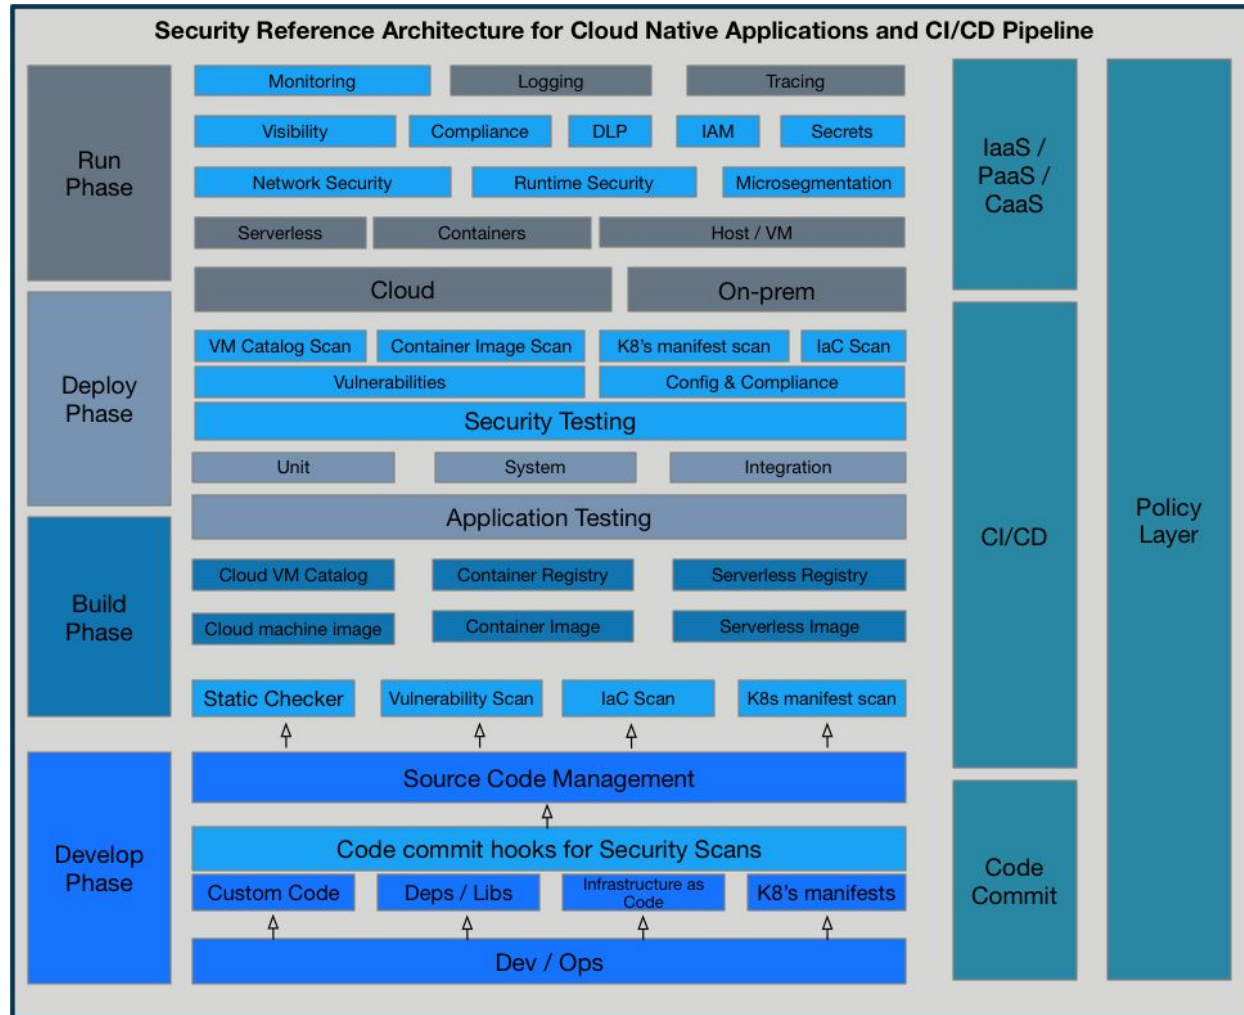 Security Reference Architecture for Cloud Native Applications and CI/CD Pipeline
Run
Phase
Monitoring
Logging
Tracing
Visibility
Compliance
DLP
IAM
Secrets
Network Security
Runtime Security
Microsegmentation
Serverless
Containers
Host / VM
Cloud
On-prem
Deploy
Phase
VM Catalog Scan
Container Image Scan
K8's manifest scan
IaC Scan
Vulnerabilities
Config & Compliance
Security Testing
Unit
System
Integration
Application Testing
Build
Phase
Cloud VM Catalog
Container Registry
Serverless Registry
Cloud machine image
Container Image
Serverless Image
Static Checker
Vulnerability Scan
IaC Scan
K8s manifest scan
Develop
Phase
Source Code Management
Code commit hooks for Security Scans
Custom Code
Deps / Libs
Infrastructure as
Code
K8's manifests
Dev / Ops
IaaS /
PaaS /
CaaS
CI/CD
Code
Commit
Policy
Layer